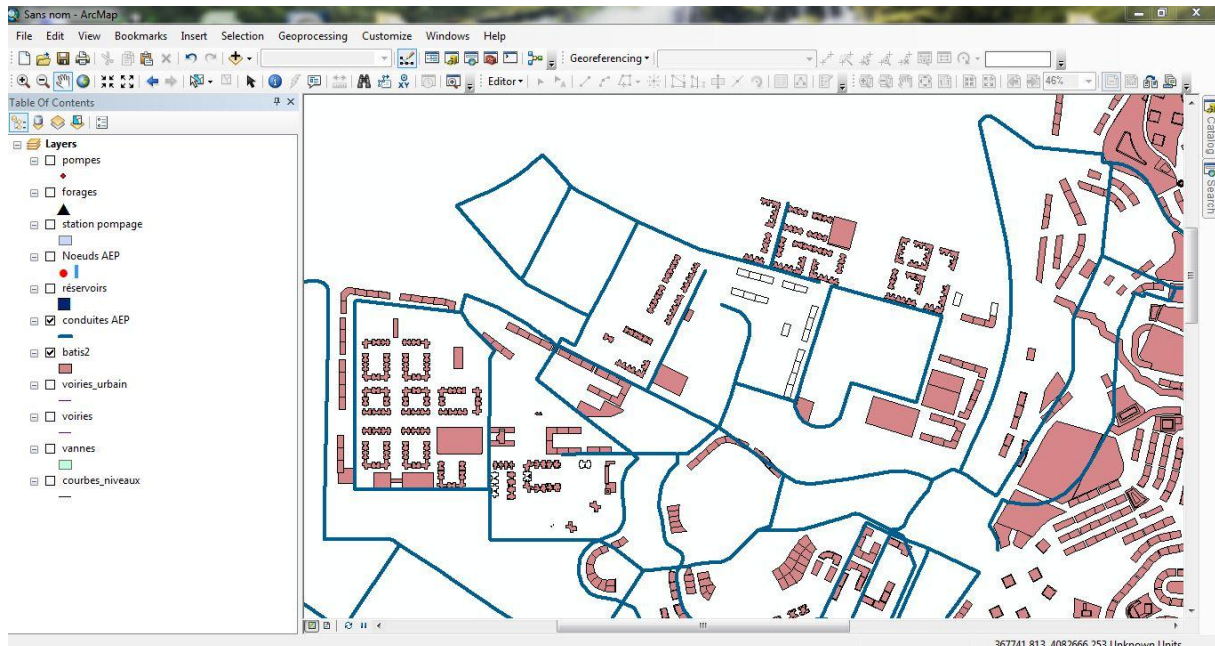 Sans nom - ArcMap
File Edit View Bookmarks Insert Selection Geoprocessing Customize Windows Help
Georeferencing
Editor
46%
Table Of Contents
Layers
pompes
forages
station pompage
Noeuds AEP
réservoirs
conduites AEP
batis2
voiries_urbain
voiries
vannes
courbes_niveaux
Catalog
Search
367741,813 4082666,253 Unknown Units